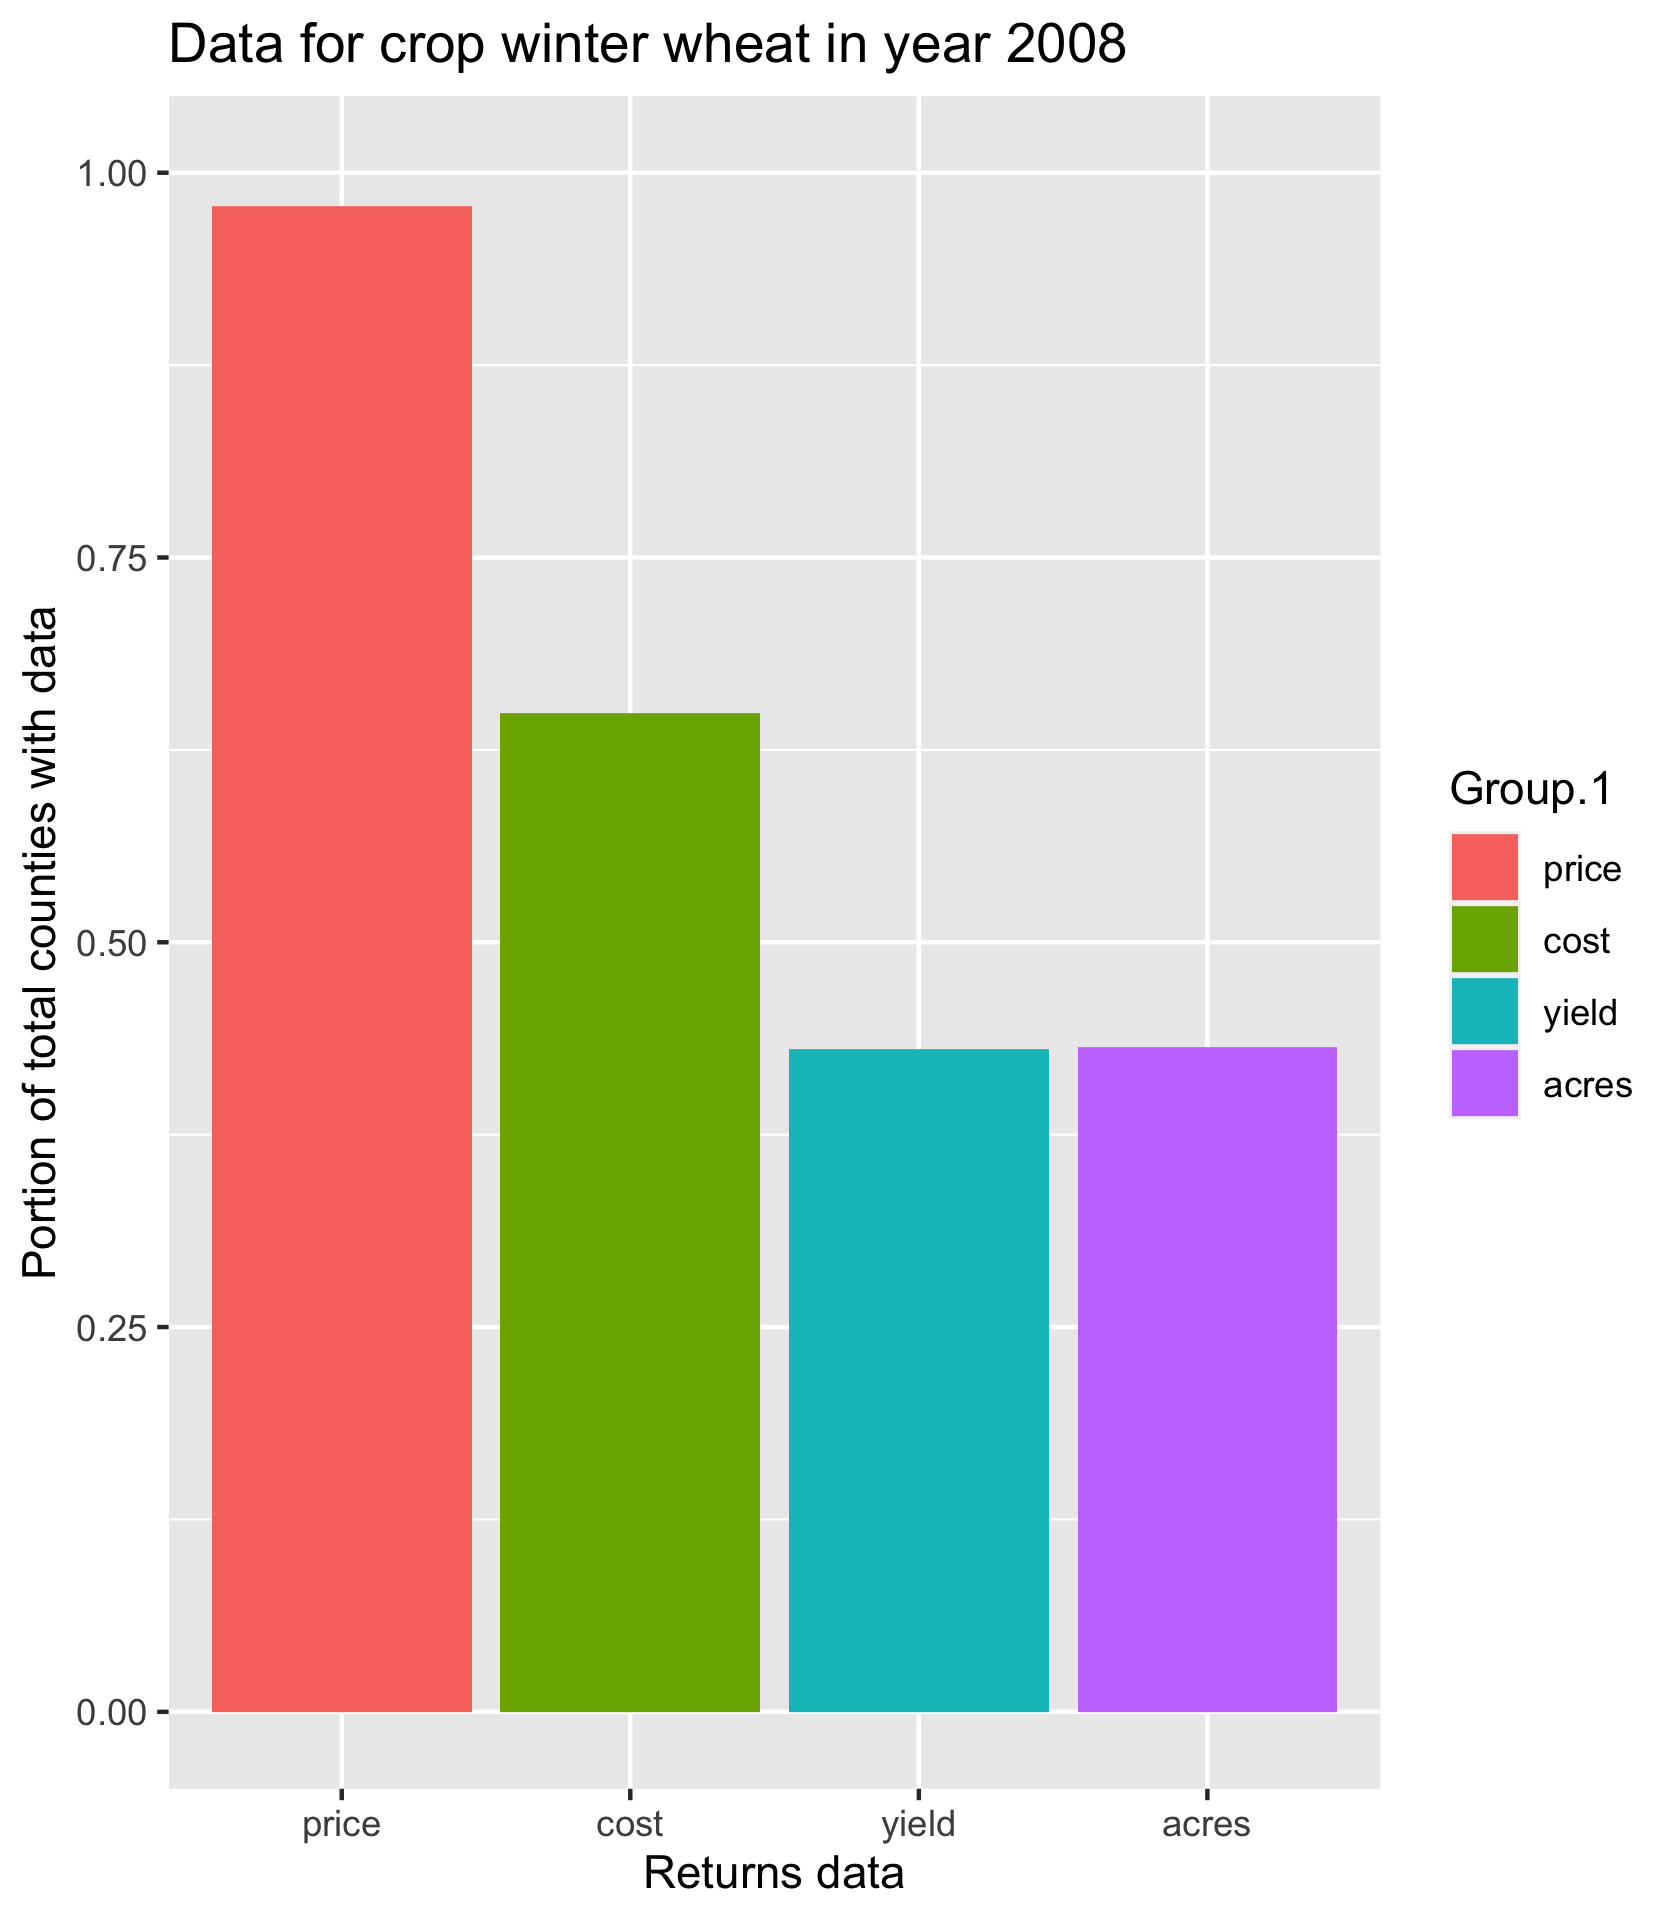 Data for crop winter wheat in year 2008
Portion of total counties with data
1.00
0.75
0.50
0.25
0.00
price cost yield acres
Returns data
Group.1
price
cost
yield
acres